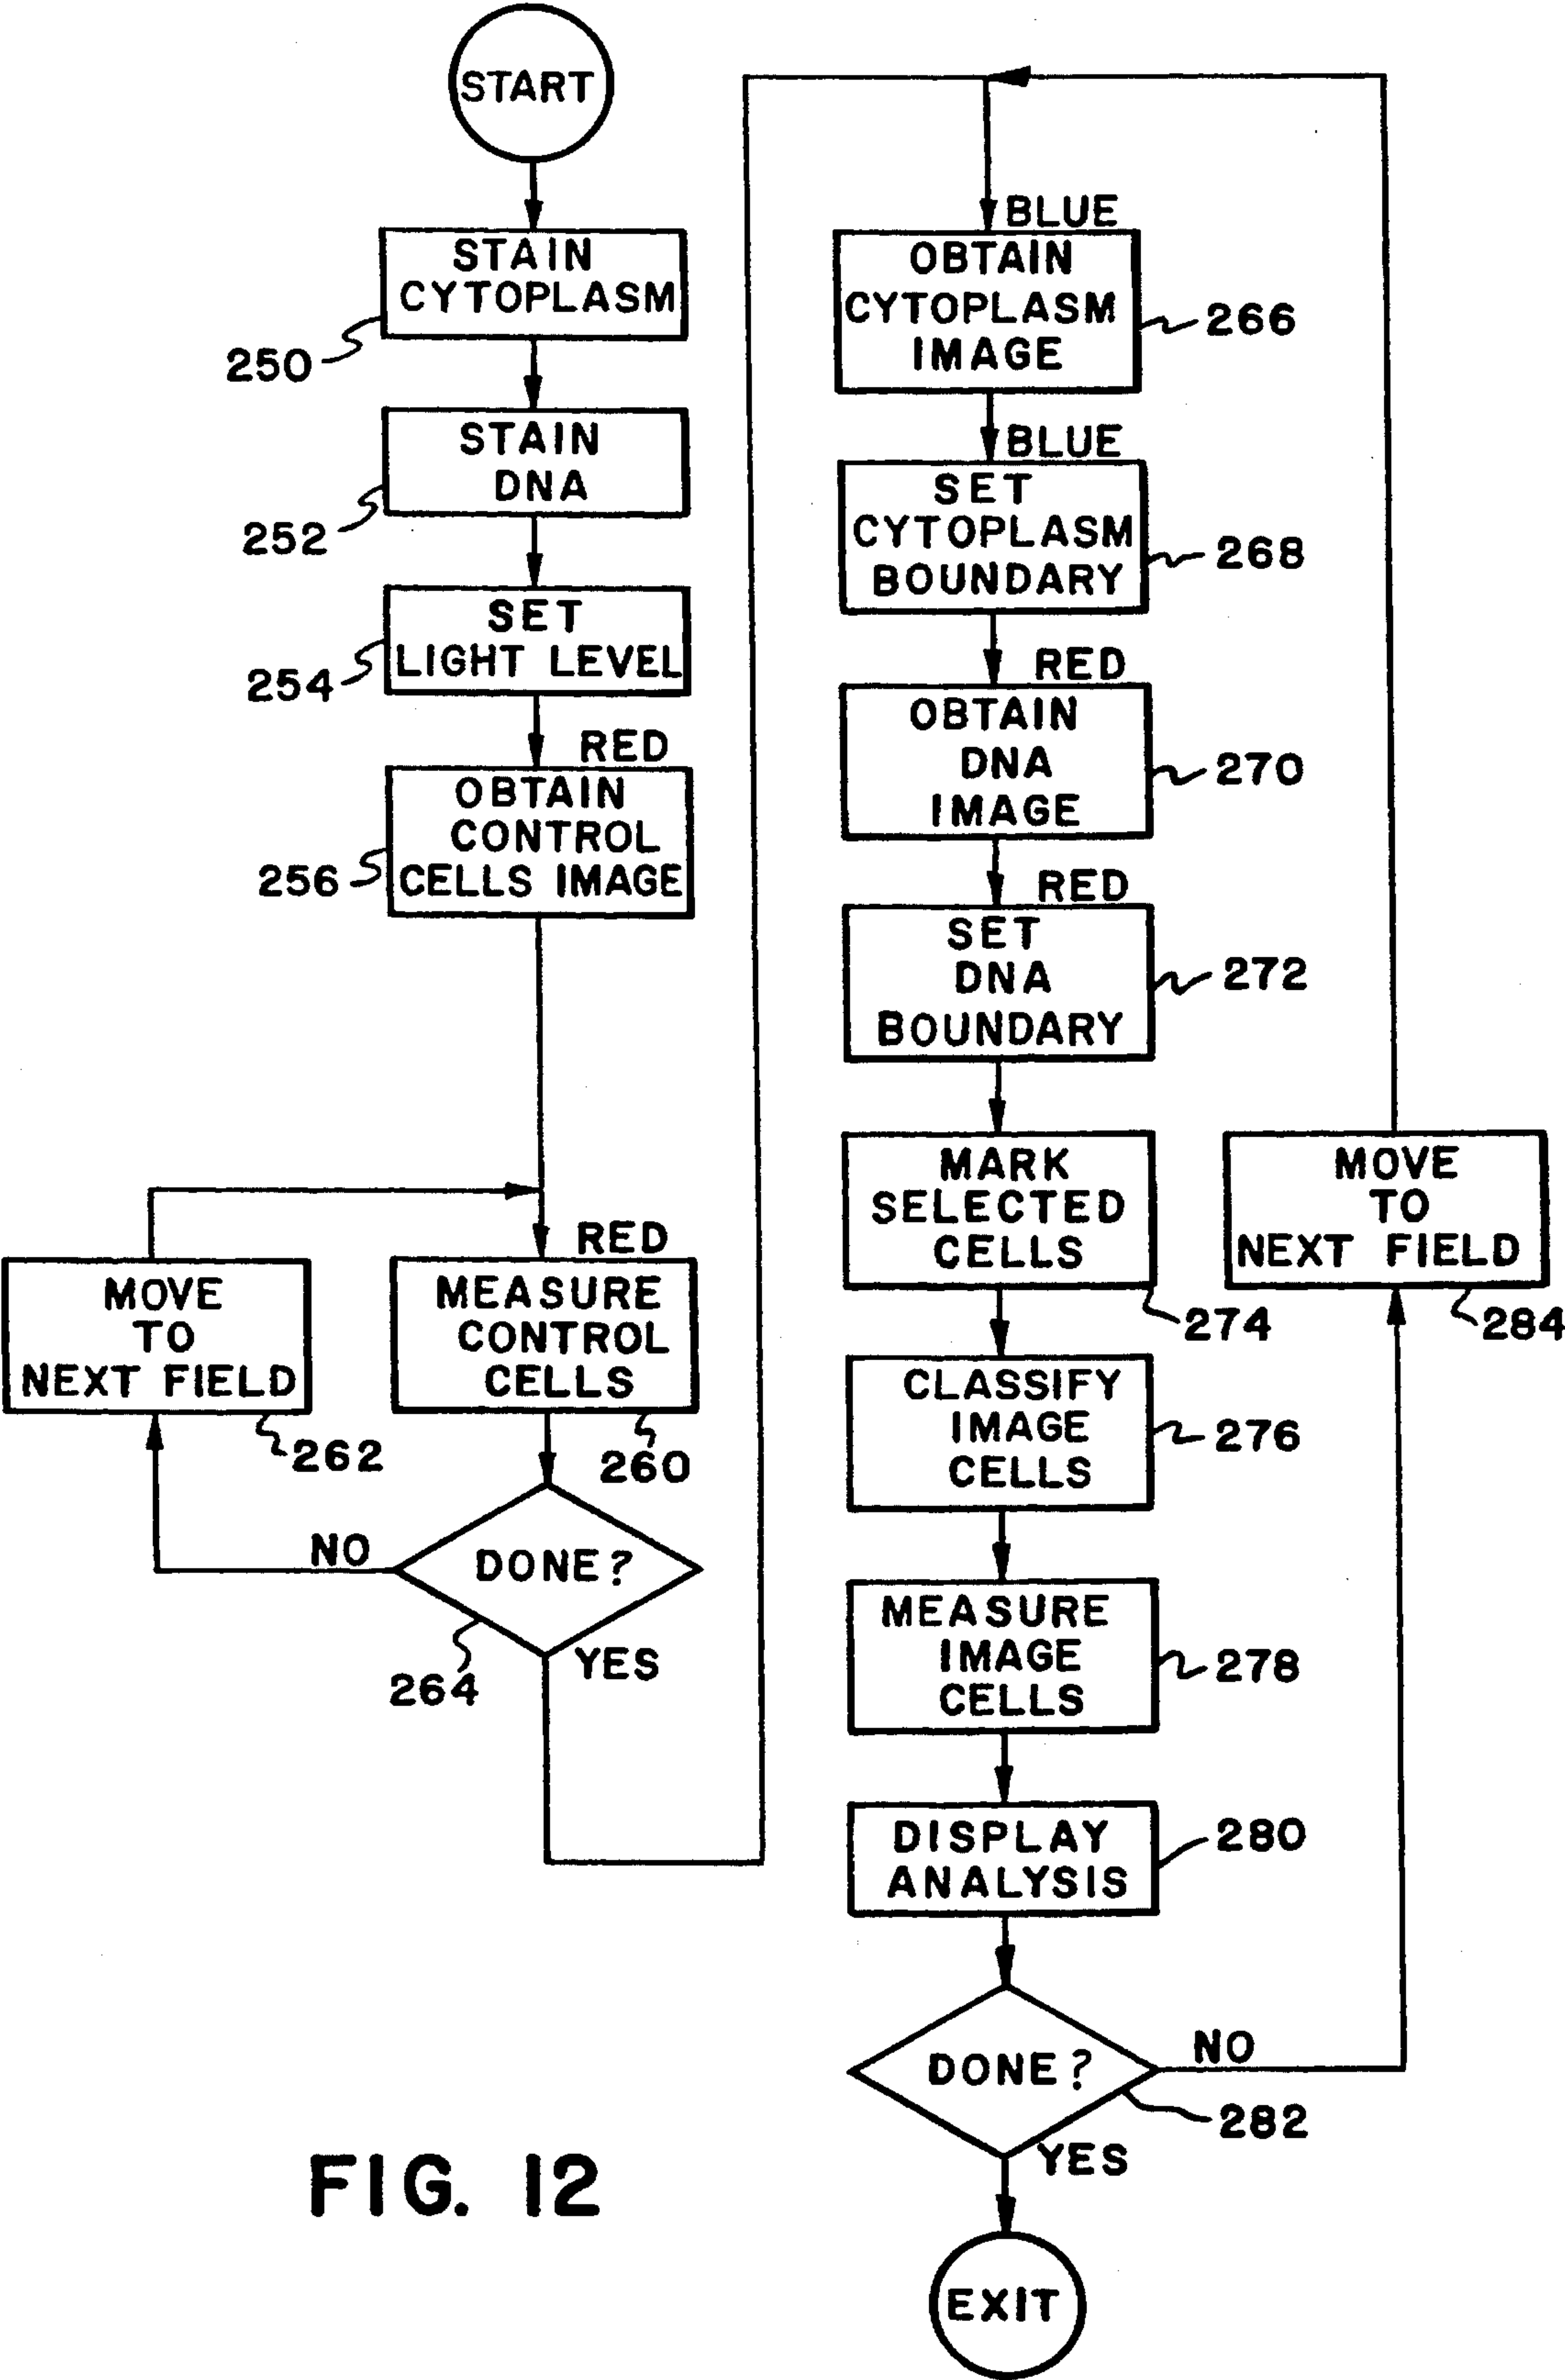 START
STAIN
CYTOPLASM
250
STAIN
DNA
252
SET
LIGHT LEVEL
254
RED
OBTAIN
CONTROL
CELLS IMAGE
256
RED
MEASURE
CONTROL
CELLS
260
MOVE
TO
NEXT FIELD
262
DONE?
NO
YES
264
BLUE
OBTAIN
CYTOPLASM
IMAGE
266
BLUE
SET
CYTOPLASM
BOUNDARY
268
RED
OBTAIN
DNA
IMAGE
270
RED
SET
DNA
BOUNDARY
272
MARK
SELECTED
CELLS
274
MOVE
TO
NEXT FIELD
284
CLASSIFY
IMAGE
CELLS
276
MEASURE
IMAGE
CELLS
278
DISPLAY
ANALYSIS
280
DONE?
NO
282
YES
EXIT
FIG. 12